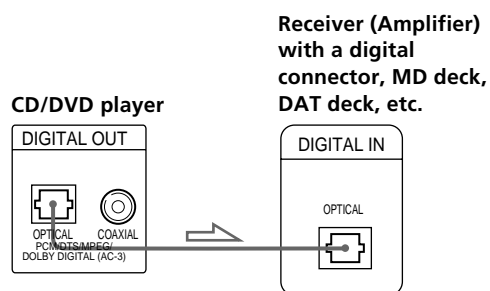 Receiver (Amplifier)
with a digital
connector, MD deck,
DAT deck, etc.
CD/DVD player
DIGITAL OUT
OPTICAL COAXIAL
PCM/DTS/MPEG/
DOLBY DIGITAL (AC-3)
DIGITAL IN
OPTICAL